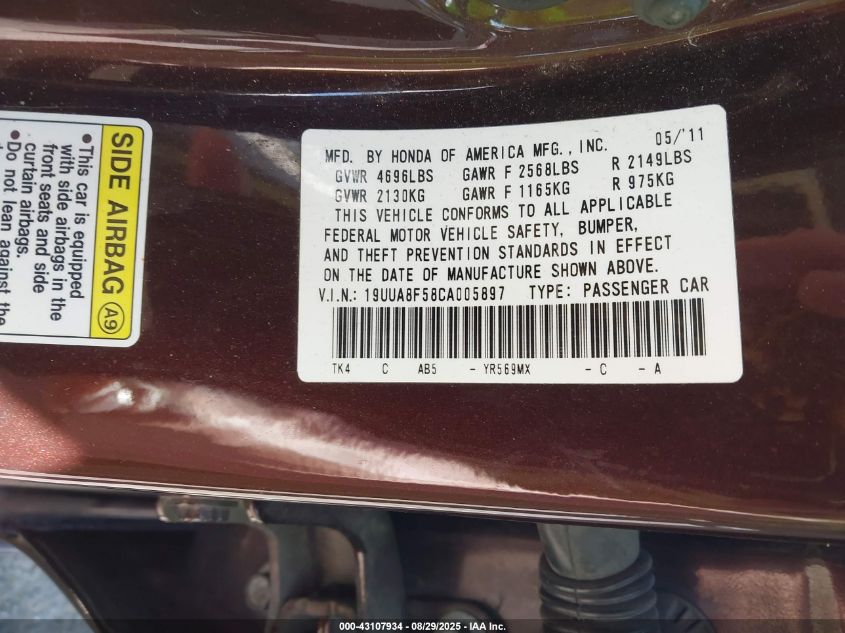 SIDE AIRBAG A9
• This car is equipped
with side airbags in the
front seats and side
curtain airbags.
• Do not lean against the
MFD. BY HONDA OF AMERICA MFG., INC. 05/'11
GVWR 4696LBS GAWR F 2568LBS R 2149LBS
GVWR 2130KG GAWR F 1165KG R 975KG
THIS VEHICLE CONFORMS TO ALL APPLICABLE
FEDERAL MOTOR VEHICLE SAFETY, BUMPER,
AND THEFT PREVENTION STANDARDS IN EFFECT
ON THE DATE OF MANUFACTURE SHOWN ABOVE.
V.I.N.: 19UUA8F58CA005897 TYPE: PASSENGER CAR
TK4 C AB5 - YR569MX - C - A
000-43107934 - 08/29/2025 - IAA Inc.